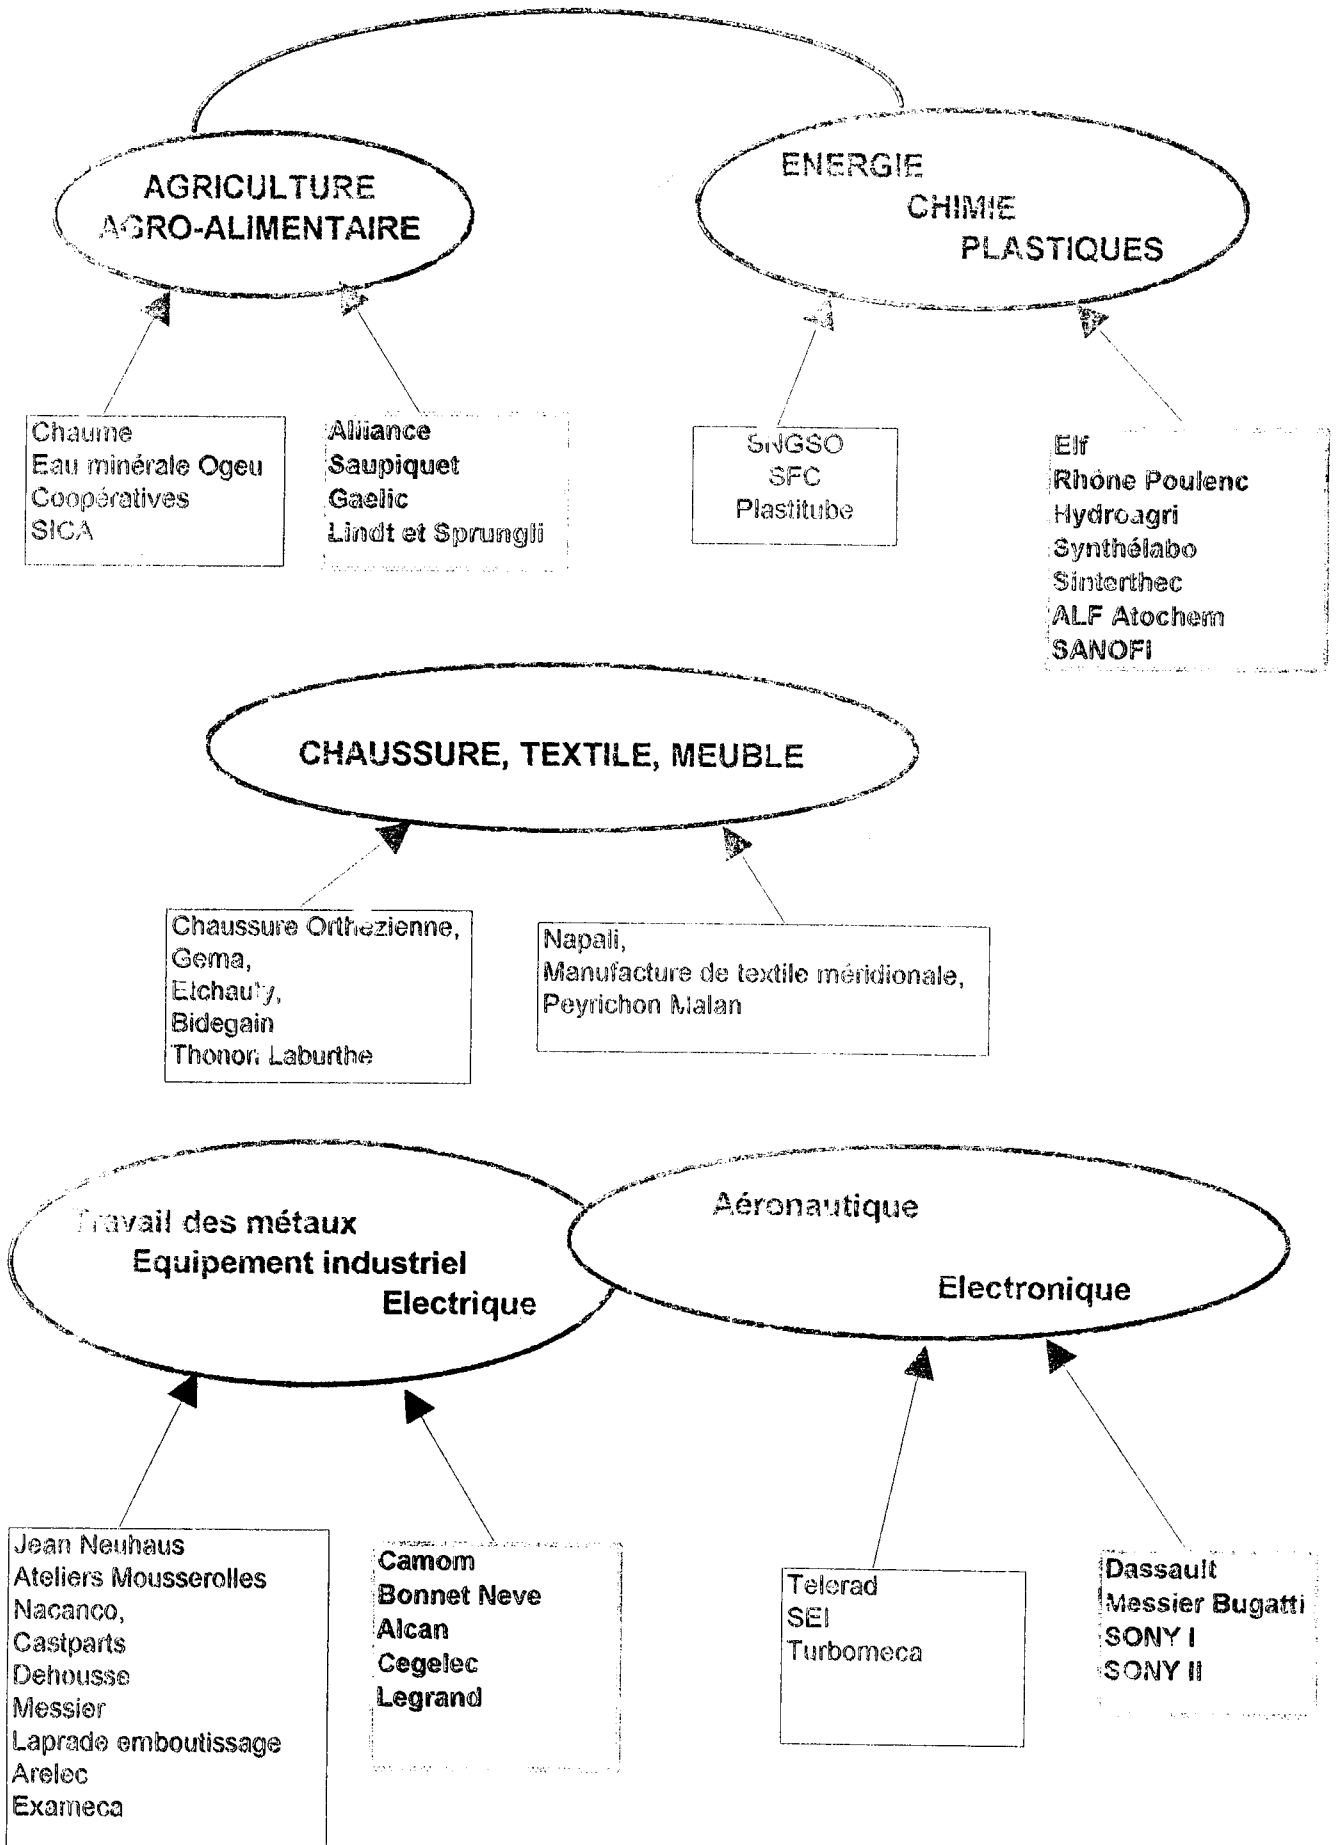 AGRICULTURE
AGRO-ALIMENTAIRE
ENERGIE
CHIMIE
PLASTIQUES
Chaume
Eau minérale Ogeu
Coopératives
SICA
Alliance
Saupiquet
Gaelic
Lindt et Sprungli
SNGSO
SFC
Plastitube
Elf
Rhône Poulenc
Hydroagri
Synthélabo
Sinterthec
ALF Atochem
SANOFI
CHAUSSURE, TEXTILE, MEUBLE
Chaussure Orthezienne,
Gema,
Bidegain
Thonon Laburthe
Napali,
Manufacture de textile méridionale,
Peyrichon Malan
Travail des métaux
Equipement industriel
Electrique
Aéronautique
Electronique
Jean Neuhaus
Ateliers Mousserolles
Nacanco,
Castparts
Dehousse
Messier
Laprade emboutissage
Arelec
Exameca
Camom
Bonnet Neve
Alcan
Cegelec
Legrand
Telerad
SEI
Turbomeca
Dassault
Messier Bugatti
SONY I
SONY II